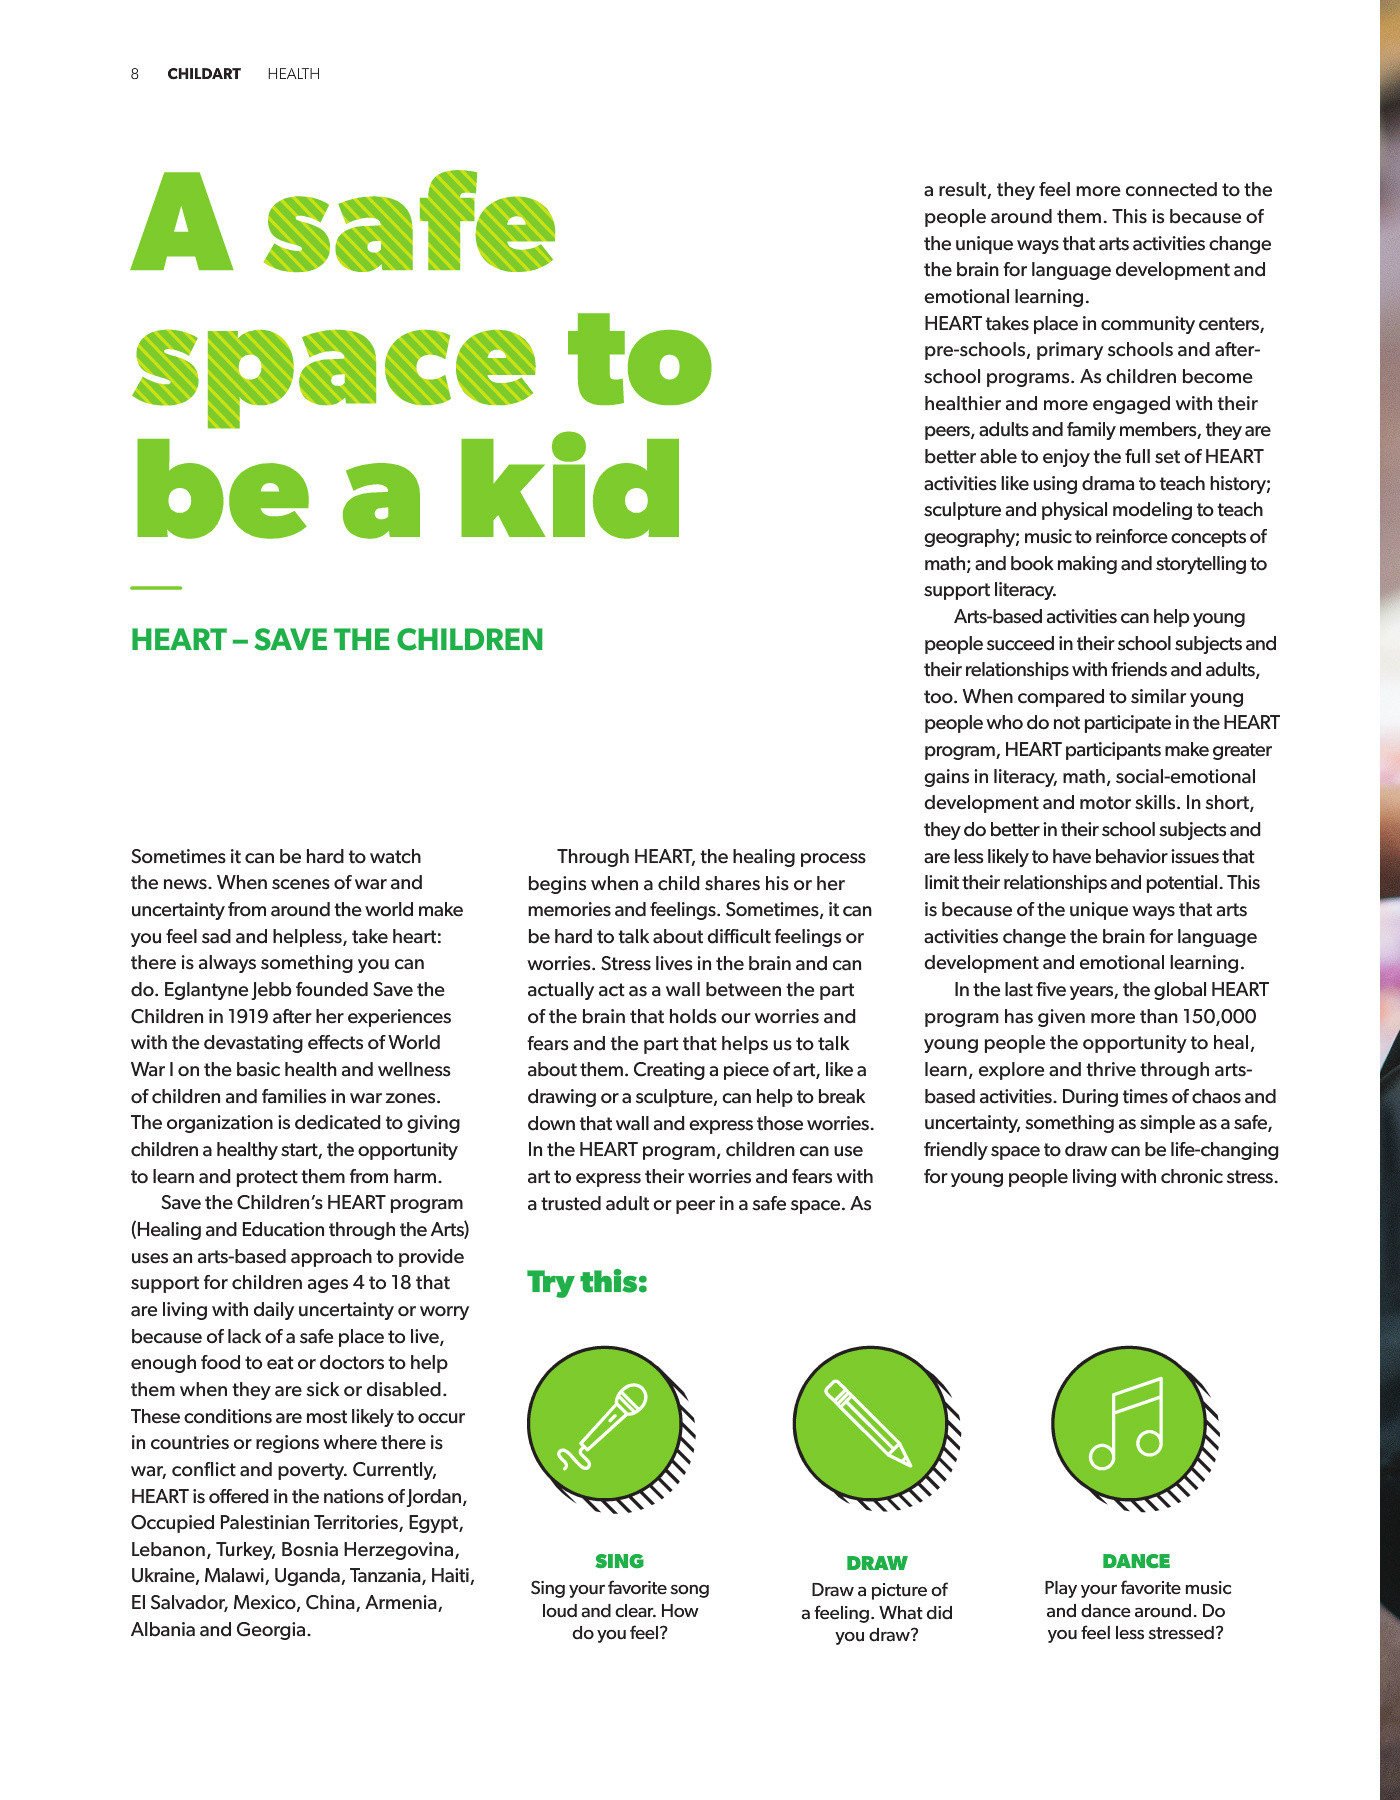 8 CHILDART HEALTH
A safe
space to
be a kid
HEART – SAVE THE CHILDREN
Sometimes it can be hard to watch
the news. When scenes of war and
uncertainty from around the world make
you feel sad and helpless, take heart:
there is always something you can
do. Eglantyne Jebb founded Save the
Children in 1919 after her experiences
with the devastating effects of World
War I on the basic health and wellness
of children and families in war zones.
The organization is dedicated to giving
children a healthy start, the opportunity
to learn and protect them from harm.
Save the Children’s HEART program
(Healing and Education through the Arts)
uses an arts-based approach to provide
support for children ages 4 to 18 that
are living with daily uncertainty or worry
because of lack of a safe place to live,
enough food to eat or doctors to help
them when they are sick or disabled.
These conditions are most likely to occur
in countries or regions where there is
war, conflict and poverty. Currently,
HEART is offered in the nations of Jordan,
Occupied Palestinian Territories, Egypt,
Lebanon, Turkey, Bosnia Herzegovina,
Ukraine, Malawi, Uganda, Tanzania, Haiti,
El Salvador, Mexico, China, Armenia,
Albania and Georgia.
Through HEART, the healing process
begins when a child shares his or her
memories and feelings. Sometimes, it can
be hard to talk about difficult feelings or
worries. Stress lives in the brain and can
actually act as a wall between the part
of the brain that holds our worries and
fears and the part that helps us to talk
about them. Creating a piece of art, like a
drawing or a sculpture, can help to break
down that wall and express those worries.
In the HEART program, children can use
art to express their worries and fears with
a trusted adult or peer in a safe space. As
a result, they feel more connected to the
people around them. This is because of
the unique ways that arts activities change
the brain for language development and
emotional learning.
HEART takes place in community centers,
pre-schools, primary schools and after-
school programs. As children become
healthier and more engaged with their
peers, adults and family members, they are
better able to enjoy the full set of HEART
activities like using drama to teach history;
sculpture and physical modeling to teach
geography; music to reinforce concepts of
math; and book making and storytelling to
support literacy.
Arts-based activities can help young
people succeed in their school subjects and
their relationships with friends and adults,
too. When compared to similar young
people who do not participate in the HEART
program, HEART participants make greater
gains in literacy, math, social-emotional
development and motor skills. In short,
they do better in their school subjects and
are less likely to have behavior issues that
limit their relationships and potential. This
is because of the unique ways that arts
activities change the brain for language
development and emotional learning.
In the last five years, the global HEART
program has given more than 150,000
young people the opportunity to heal,
learn, explore and thrive through arts-
based activities. During times of chaos and
uncertainty, something as simple as a safe,
friendly space to draw can be life-changing
for young people living with chronic stress.
Try this:
SING
Sing your favorite song
loud and clear. How
do you feel?
DRAW
Draw a picture of
a feeling. What did
you draw?
DANCE
Play your favorite music
and dance around. Do
you feel less stressed?